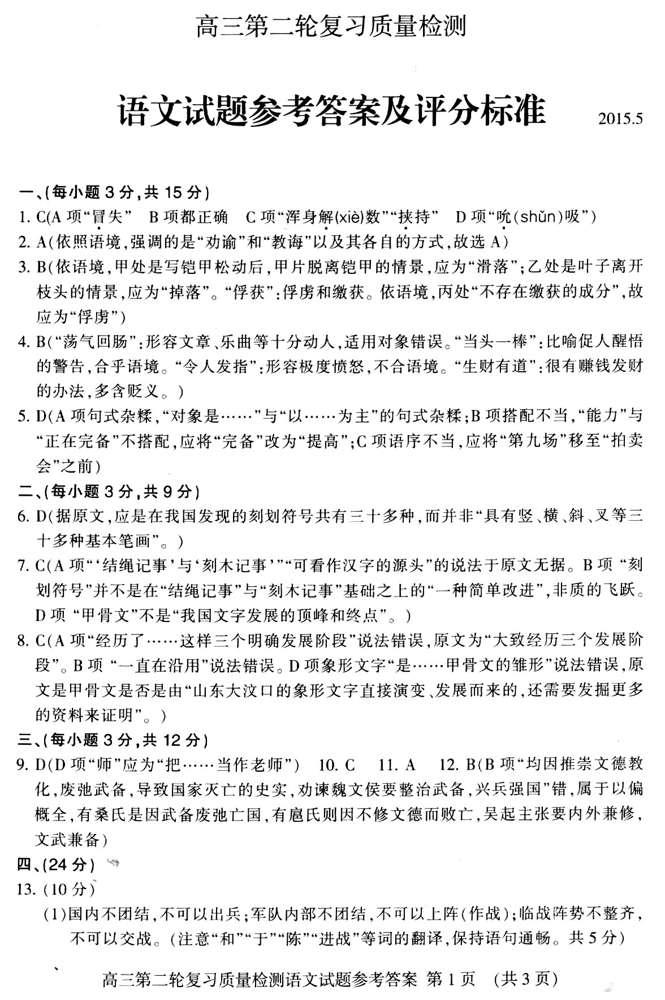 高三第二轮复习质量检测
语文试题参考答案及评分标准 2015.5
一、(每小题 3 分,共 15 分)
1. C(A 项“冒失” B 项都正确 C 项“浑身解(xiè)数”“挟持” D 项“吮(shǔn)吸”)
2. A(依照语境,强调的是“劝谕”和“教诲”以及其各自的方式,故选 A)
3. B(依语境,甲处是写铠甲松动后,甲片脱离铠甲的情景,应为“滑落”;乙处是叶子离开
枝头的情景,应为“掉落”。“俘获”:俘虏和缴获。依语境,丙处“不存在缴获的成分”,故
应为“俘虏”)
4. B(“荡气回肠”:形容文章、乐曲等十分动人,适用对象错误。“当头一棒”:比喻促人醒悟
的警告,合乎语境。“令人发指”:形容极度愤怒,不合语境。“生财有道”:很有赚钱发财
的办法,多含贬义。)
5. D(A 项句式杂糅,“对象是……”与“以……为主”的句式杂糅;B 项搭配不当,“能力”与
“正在完备”不搭配,应将“完备”改为“提高”;C 项语序不当,应将“第九场”移至“拍卖
会”之前)
二、(每小题 3 分,共 9 分)
6. D(据原文,应是在我国发现的刻划符号共有三十多种,而并非“具有竖、横、斜、叉等三
十多种基本笔画”。)
7. C(A 项“‘结绳记事’与‘刻木记事’”“可看作汉字的源头”的说法于原文无据。B 项 “刻
划符号”并不是在“结绳记事”与“刻木记事”基础之上的“一种简单改进”,非质的飞跃。
D 项 “甲骨文”不是“我国文字发展的顶峰和终点”。)
8. C(A 项“经历了……这样三个明确发展阶段”说法错误,原文为“大致经历三个发展阶
段”。B 项 “一直在沿用”说法错误。D 项象形文字“是……甲骨文的雏形”说法错误,原
文是甲骨文是否是由“山东大汶口的象形文字直接演变、发展而来的,还需要发掘更多
的资料来证明”。)
三、(每小题 3 分,共 12 分)
9. D(D 项“师”应为“把……当作老师”) 10. C 11. A 12. B(B 项“均因推崇文德教
化,废弛武备,导致国家灭亡的史实,劝谏魏文侯要整治武备,兴兵强国”错,属于以偏
概全,有桑氏是因武备废弛亡国,有扈氏则因不修文德而败亡,吴起主张要内外兼修,
文武兼备)
四、(24 分)
13. (10 分)
(1)国内不团结,不可以出兵;军队内部不团结,不可以上阵(作战);临战阵势不整齐,
不可以交战。(注意“和”“于”“陈”“进战”等词的翻译,保持语句通畅。共 5 分)
高三第二轮复习质量检测语文试题参考答案 第 1 页 (共 3 页)